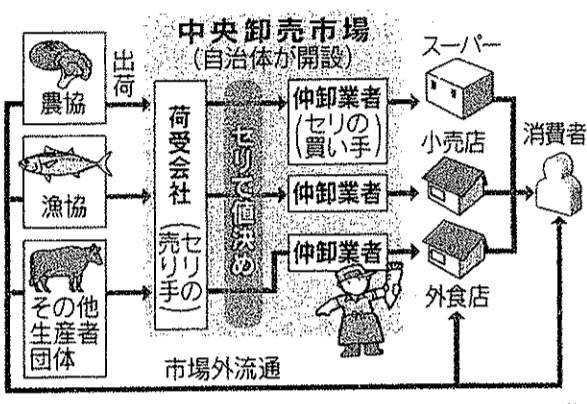 中央卸売市場
(自治体が開設)
農協
出荷
漁協
その他
生産者
団体
荷受会社
(セリの
売り手)
セリで値決め
仲卸業者
(セリの
買い手)
仲卸業者
仲卸業者
スーパー
小売店
外食店
消費者
市場外流通